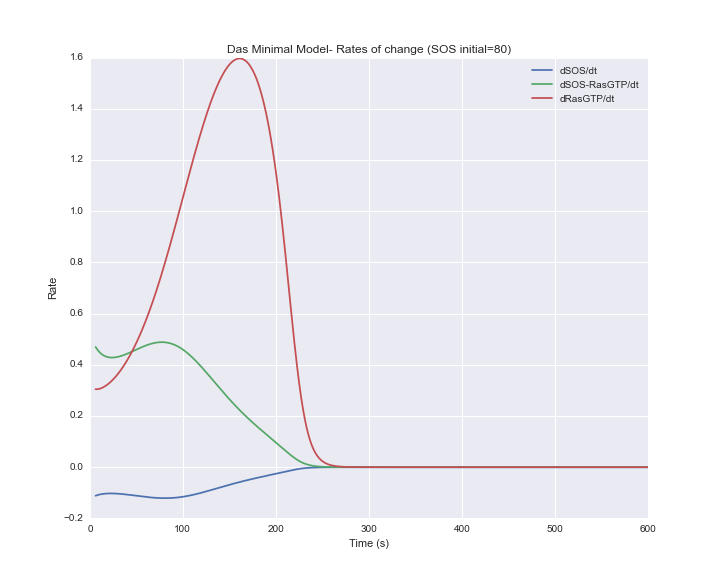 Das Minimal Model- Rates of change (SOS initial=80)
1.6
1.4
1.2
1.0
0.8
0.6
0.4
0.2
0.0
−0.2
Rate
dSOS/dt
dSOS-RasGTP/dt
dRasGTP/dt
0 100 200 300 400 500 600
Time (s)